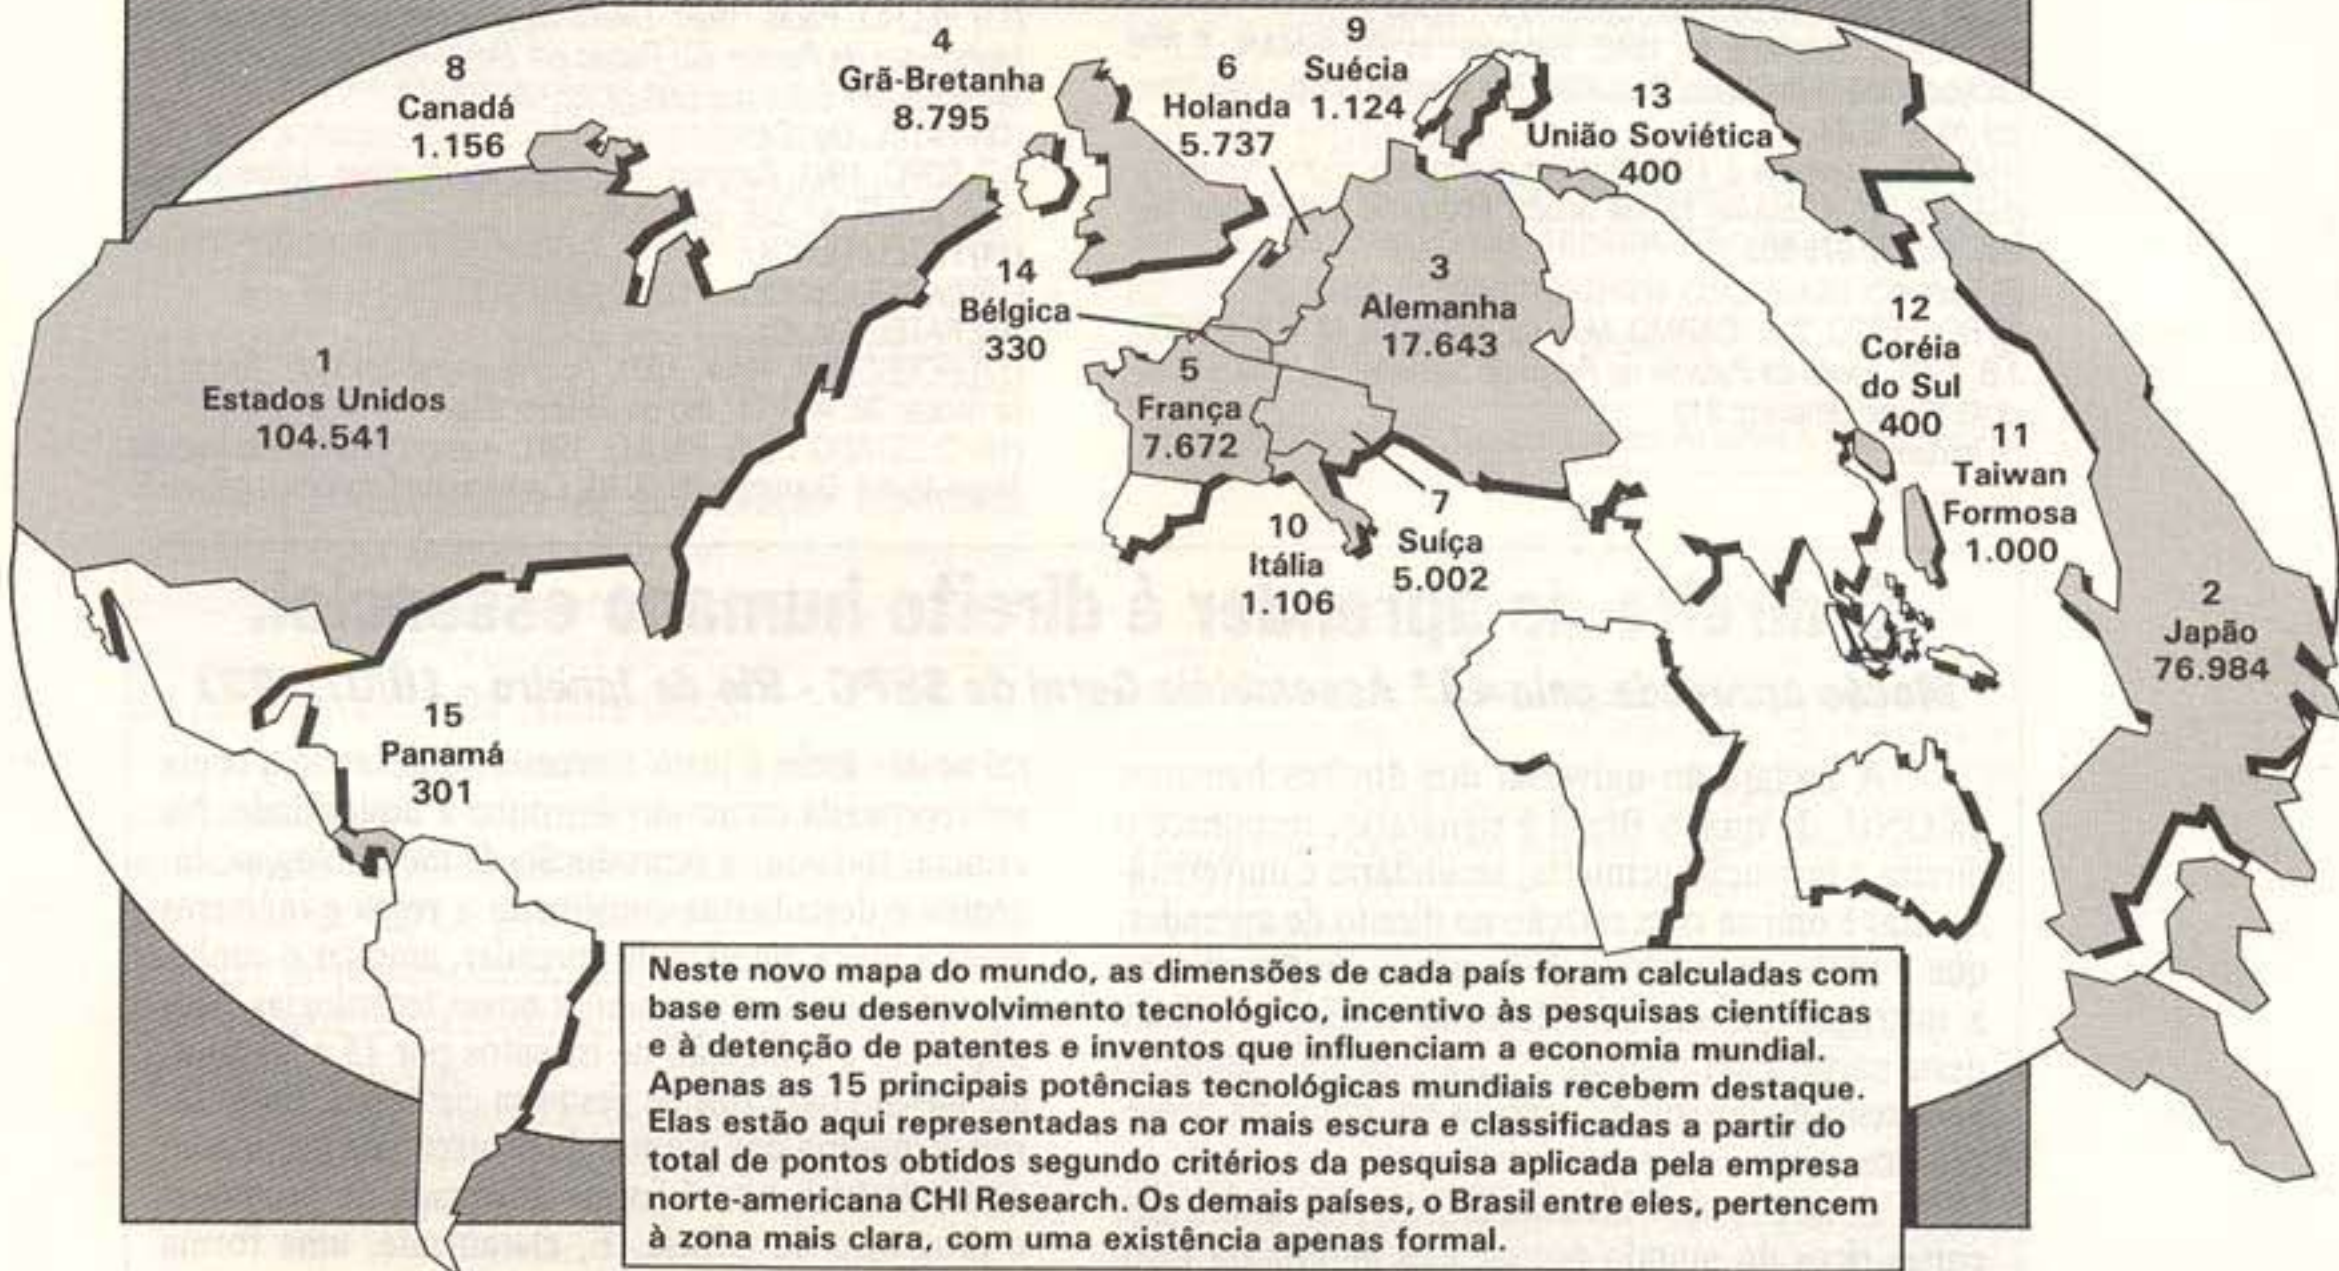 8
Canadá
1.156
4
Grã-Bretanha
8.795
6
Holanda
5.737
9
Suécia
1.124
13
União Soviética
400
1
Estados Unidos
104.541
14
Bélgica
330
3
Alemanha
17.643
5
França
7.672
12
Coréia
do Sul
400
11
Taiwan
Formosa
1.000
10
Itália
1.106
7
Suíça
5.002
2
Japão
76.984
15
Panamá
301
Neste novo mapa do mundo, as dimensões de cada país foram calculadas com
base em seu desenvolvimento tecnológico, incentivo às pesquisas científicas
e à detenção de patentes e inventos que influenciam a economia mundial.
Apenas as 15 principais potências tecnológicas mundiais recebem destaque.
Elas estão aqui representadas na cor mais escura e classificadas a partir do
total de pontos obtidos segundo critérios da pesquisa aplicada pela empresa
norte-americana CHI Research. Os demais países, o Brasil entre eles, pertencem
à zona mais clara, com uma existência apenas formal.